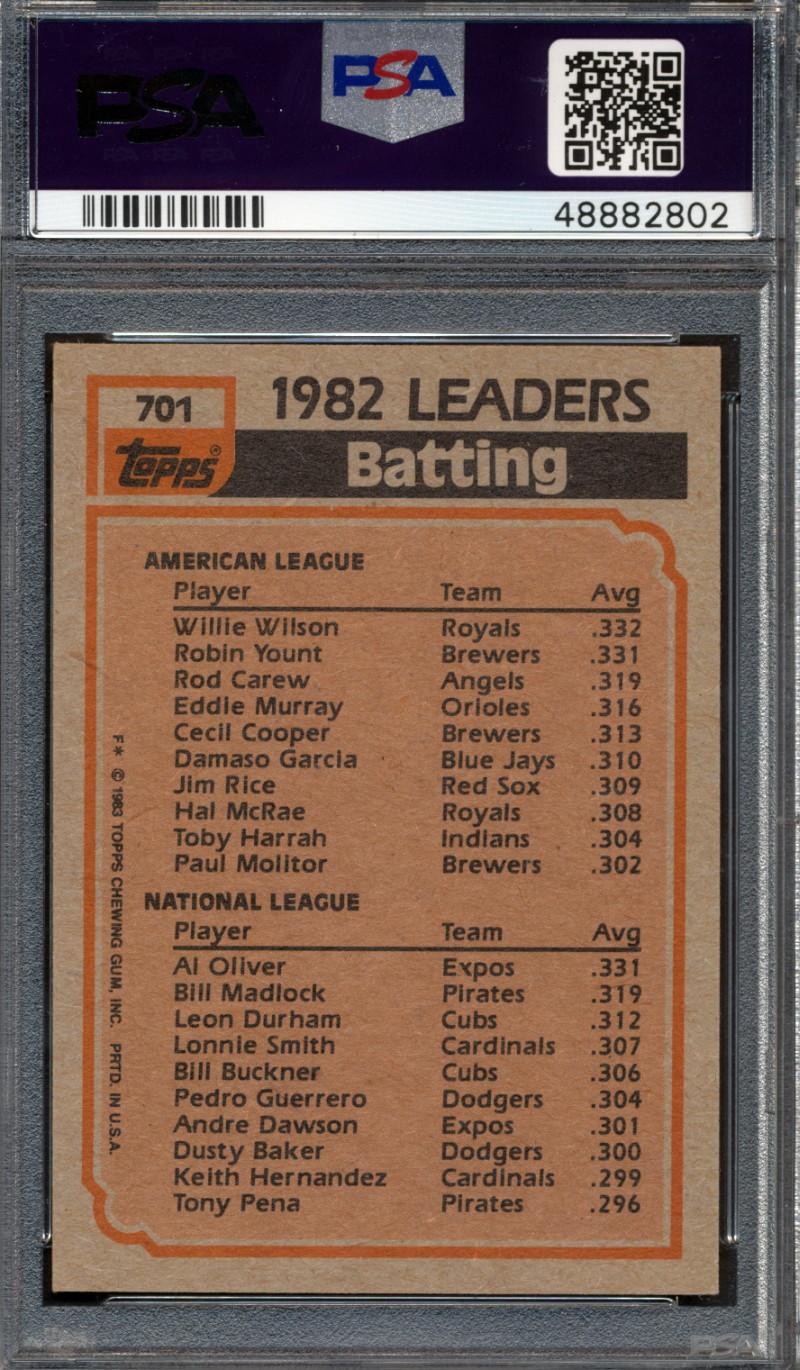 PSA
PSA
48882802
701 1982 LEADERS
Topps® Batting
AMERICAN LEAGUE
Player Team Avg
Willie Wilson Royals .332
Robin Yount Brewers .331
Rod Carew Angels .319
Eddie Murray Orioles .316
Cecil Cooper Brewers .313
Damaso Garcia Blue Jays .310
Jim Rice Red Sox .309
Hal McRae Royals .308
Toby Harrah Indians .304
Paul Molitor Brewers .302
NATIONAL LEAGUE
Player Team Avg
Al Oliver Expos .331
Bill Madlock Pirates .319
Leon Durham Cubs .312
Lonnie Smith Cardinals .307
Bill Buckner Cubs .306
Pedro Guerrero Dodgers .304
Andre Dawson Expos .301
Dusty Baker Dodgers .300
Keith Hernandez Cardinals .299
Tony Pena Pirates .296
F* © 1983 TOPPS CHEWING GUM, INC. PRTD. IN U.S.A.
PSA